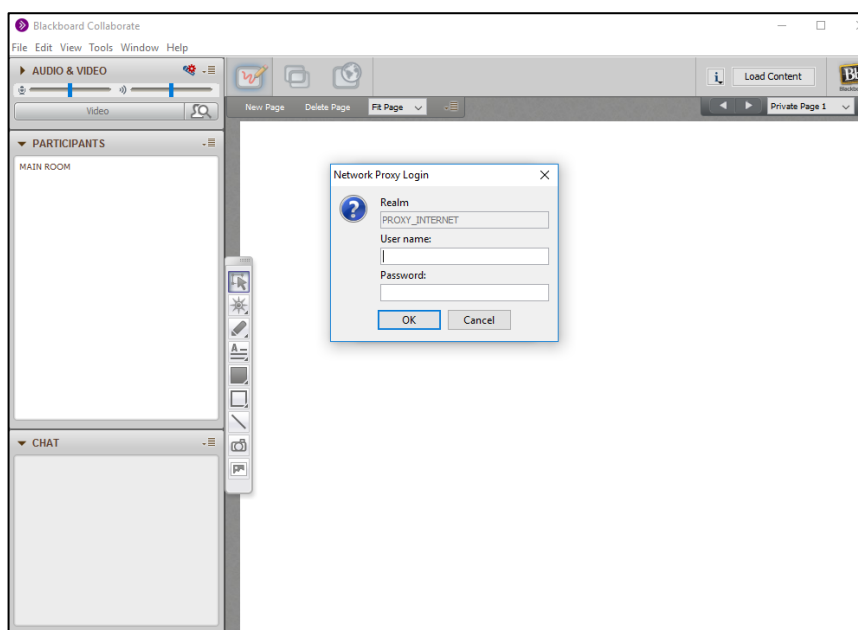 Blackboard Collaborate
File Edit View Tools Window Help
AUDIO & VIDEO
Video
Load Content
Bb
New Page Delete Page Fit Page
Private Page 1
PARTICIPANTS
MAIN ROOM
Network Proxy Login
Realm
PROXY_INTERNET
User name:
Password:
OK Cancel
CHAT